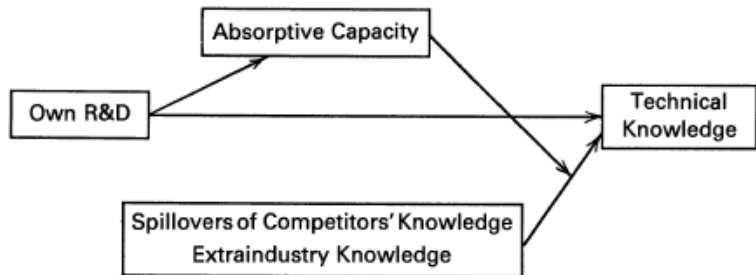 Absorptive Capacity
Own R&D
Technical
Knowledge
Spillovers of Competitors' Knowledge
Extraindustry Knowledge